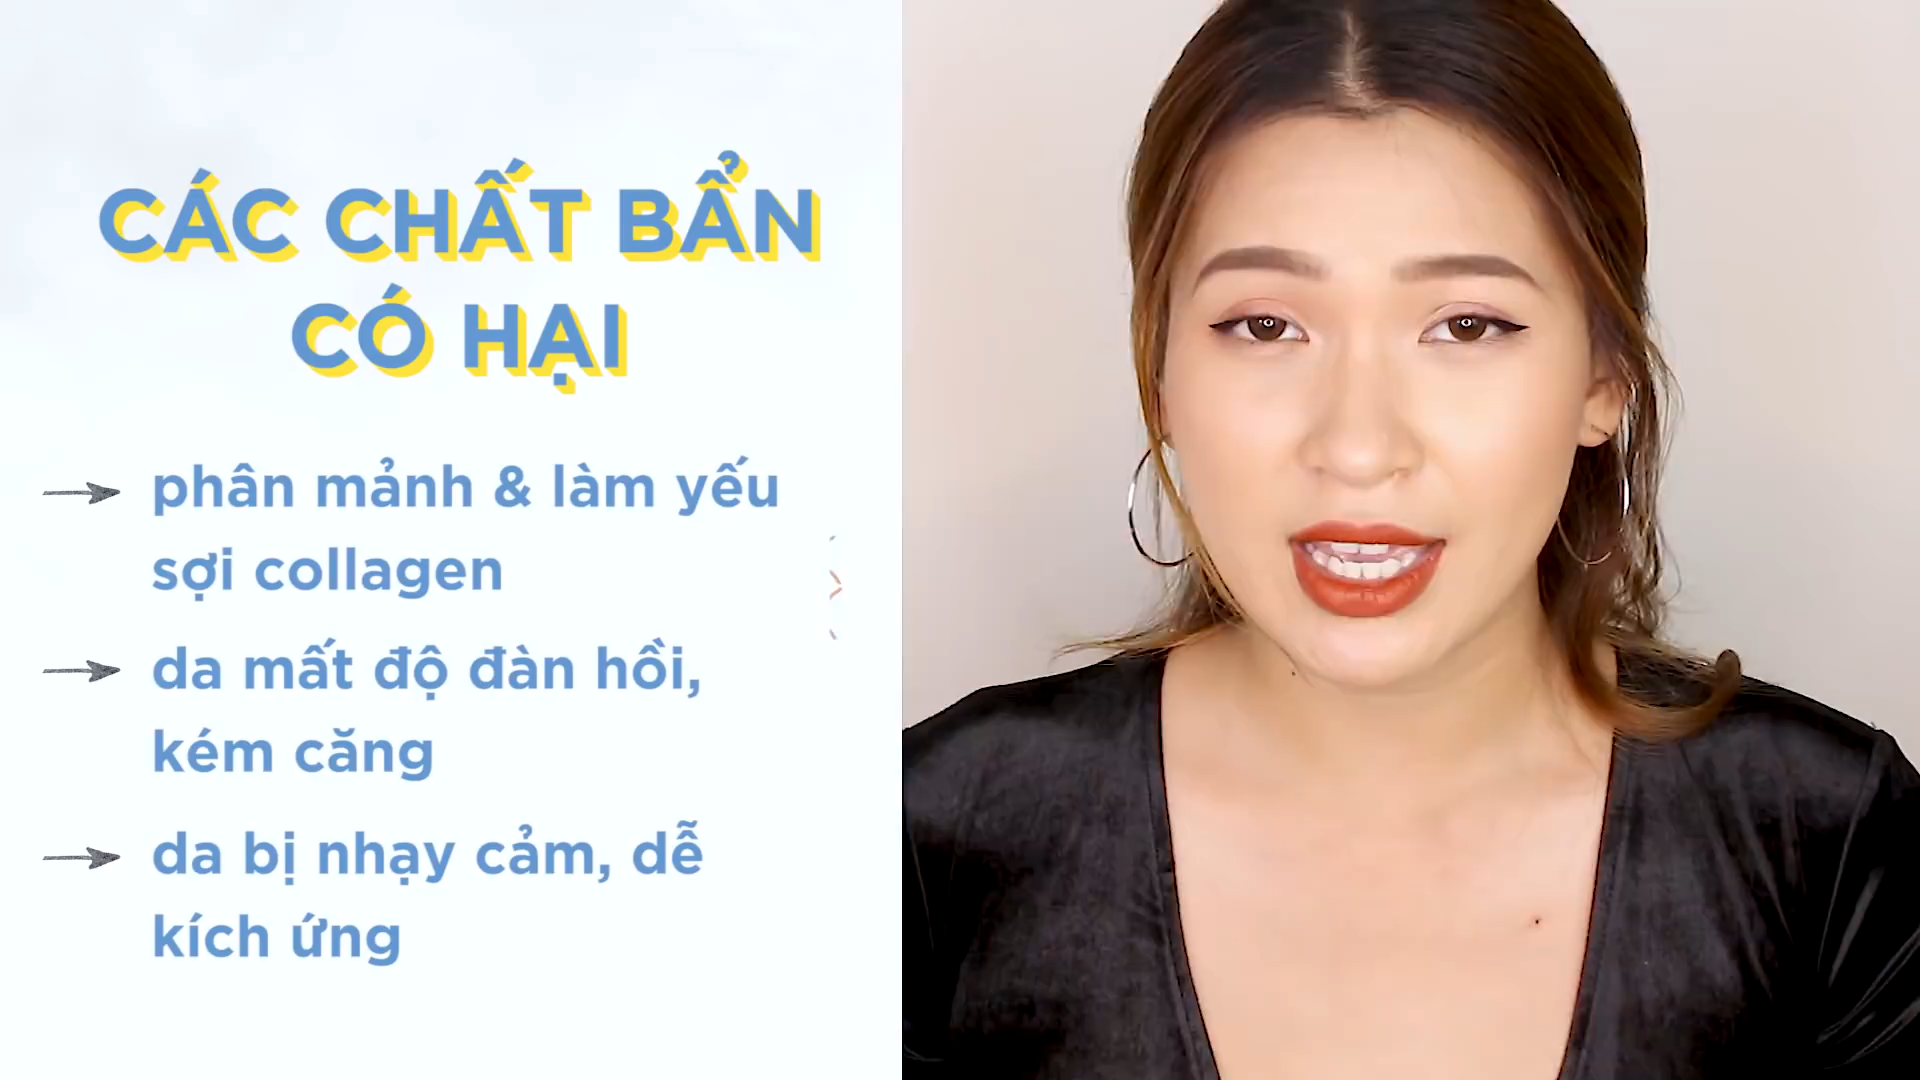 CÁC CHẤT BẨN
CÓ HẠI
phân mảnh & làm yếu
sợi collagen
da mất độ đàn hồi,
kém căng
da bị nhạy cảm, dễ
kích ứng